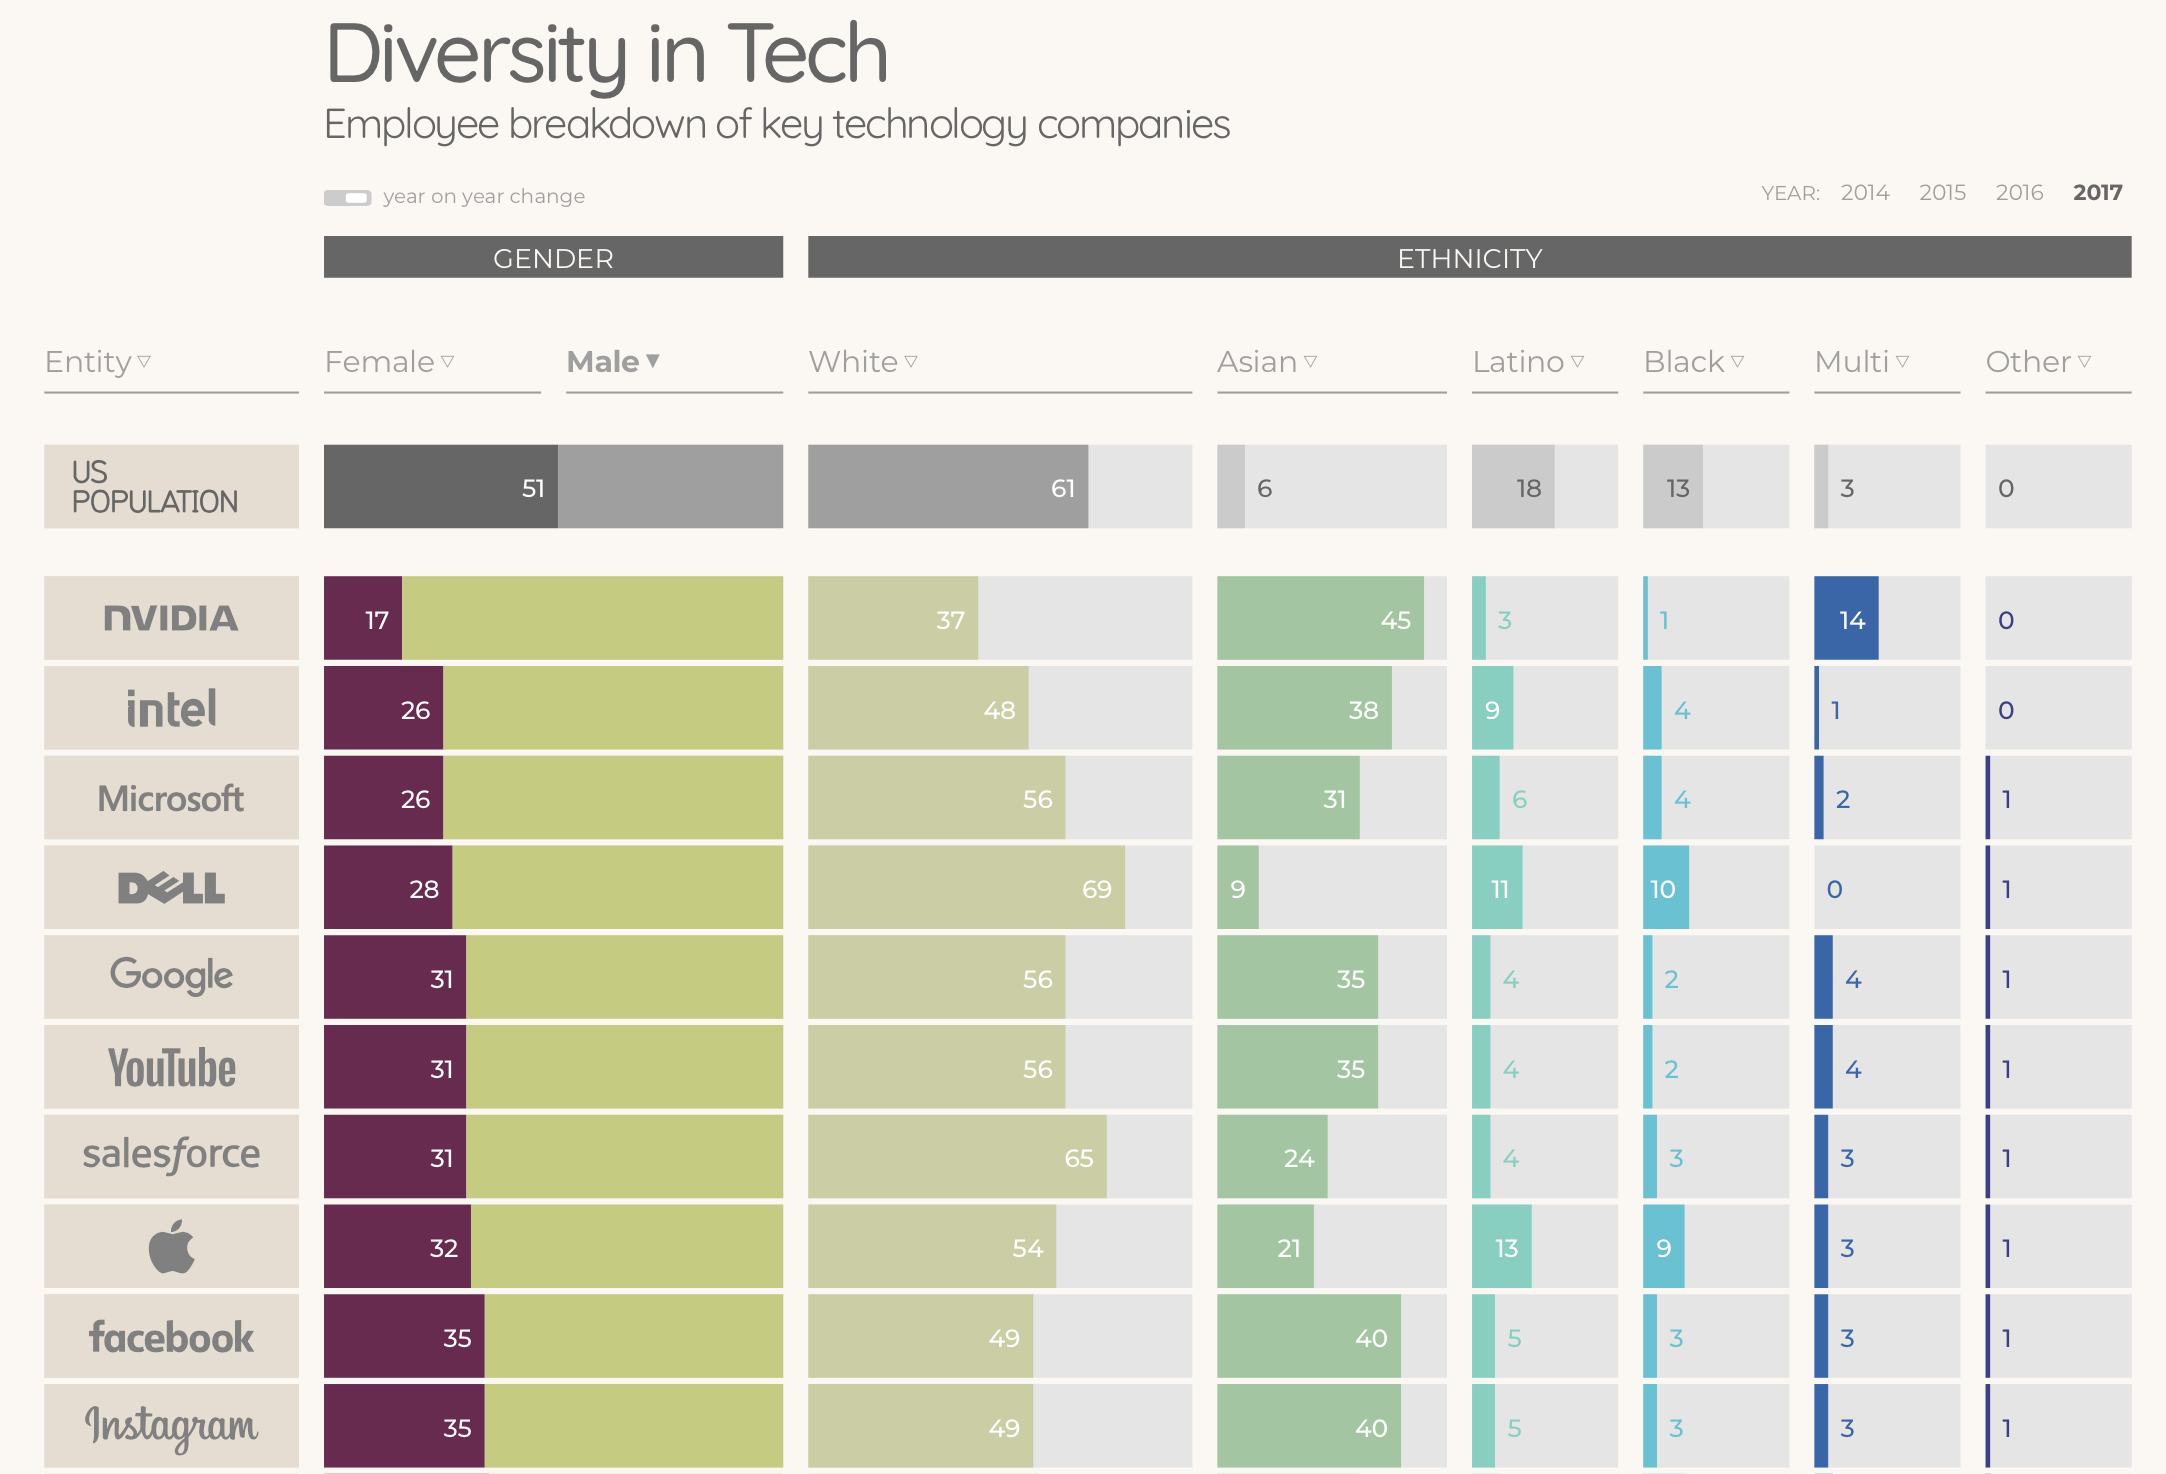 Diversity in Tech
Employee breakdown of key technology companies
year on year change
YEAR: 2014 2015 2016 2017
GENDER ETHNICITY
Entity Female Male White Asian Latino Black Multi Other
US
POPULATION 51 61 6 18 13 3 0
NVIDIA 17 37 45 3 1 14 0
intel 26 48 38 9 4 1 0
Microsoft 26 56 31 6 4 2 1
DELL 28 69 9 11 10 0 1
Google 31 56 35 4 2 4 1
YouTube 31 56 35 4 2 4 1
salesforce 31 65 24 4 3 3 1
32 54 21 13 9 3 1
facebook 35 49 40 5 3 3 1
Instagram 35 49 40 5 3 3 1